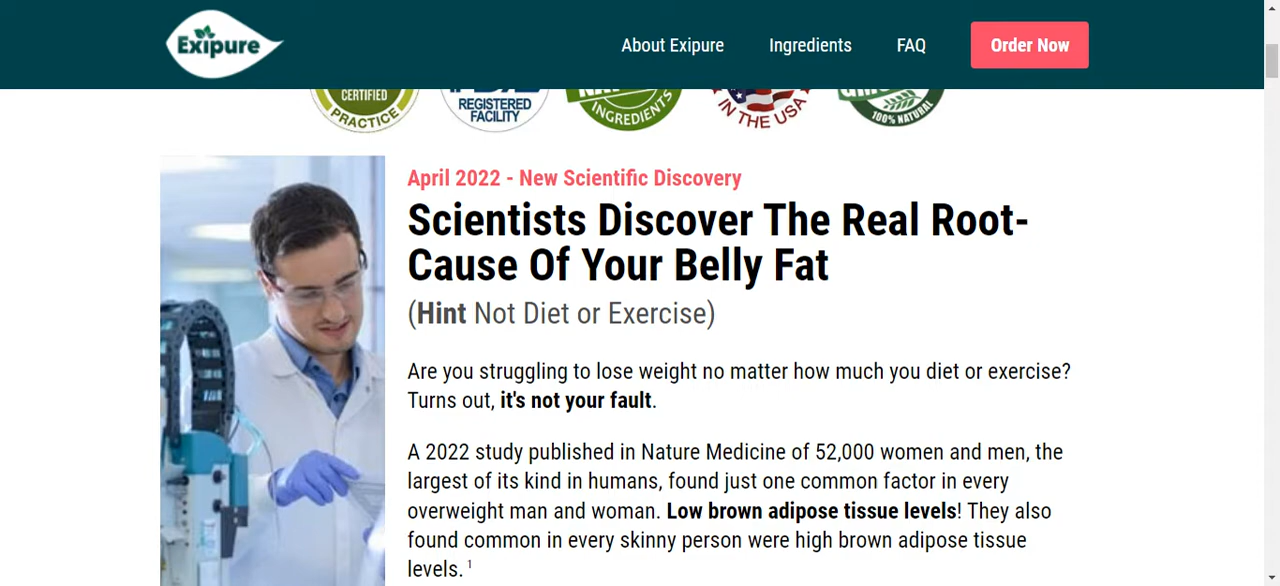 Exipure
About Exipure
Ingredients
FAQ
Order Now
CERTIFIED
PRACTICE
REGISTERED
FACILITY
INGREDIENTS
IN THE USA
100% NATURAL
April 2022 - New Scientific Discovery
Scientists Discover The Real Root-
Cause Of Your Belly Fat
(Hint Not Diet or Exercise)
Are you struggling to lose weight no matter how much you diet or exercise?
Turns out, it's not your fault.
A 2022 study published in Nature Medicine of 52,000 women and men, the
largest of its kind in humans, found just one common factor in every
overweight man and woman. Low brown adipose tissue levels! They also
found common in every skinny person were high brown adipose tissue
levels. 1